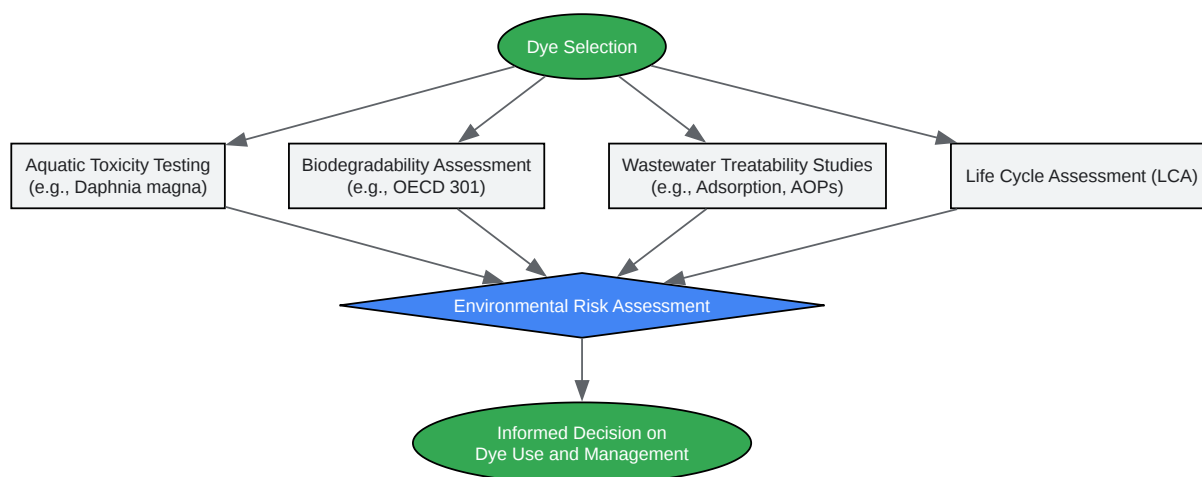 Dye Selection
Aquatic Toxicity Testing
(e.g., Daphnia magna)
Biodegradability Assessment
(e.g., OECD 301)
Wastewater Treatability Studies
(e.g., Adsorption, AOPs)
Life Cycle Assessment (LCA)
Environmental Risk Assessment
Informed Decision on
Dye Use and Management